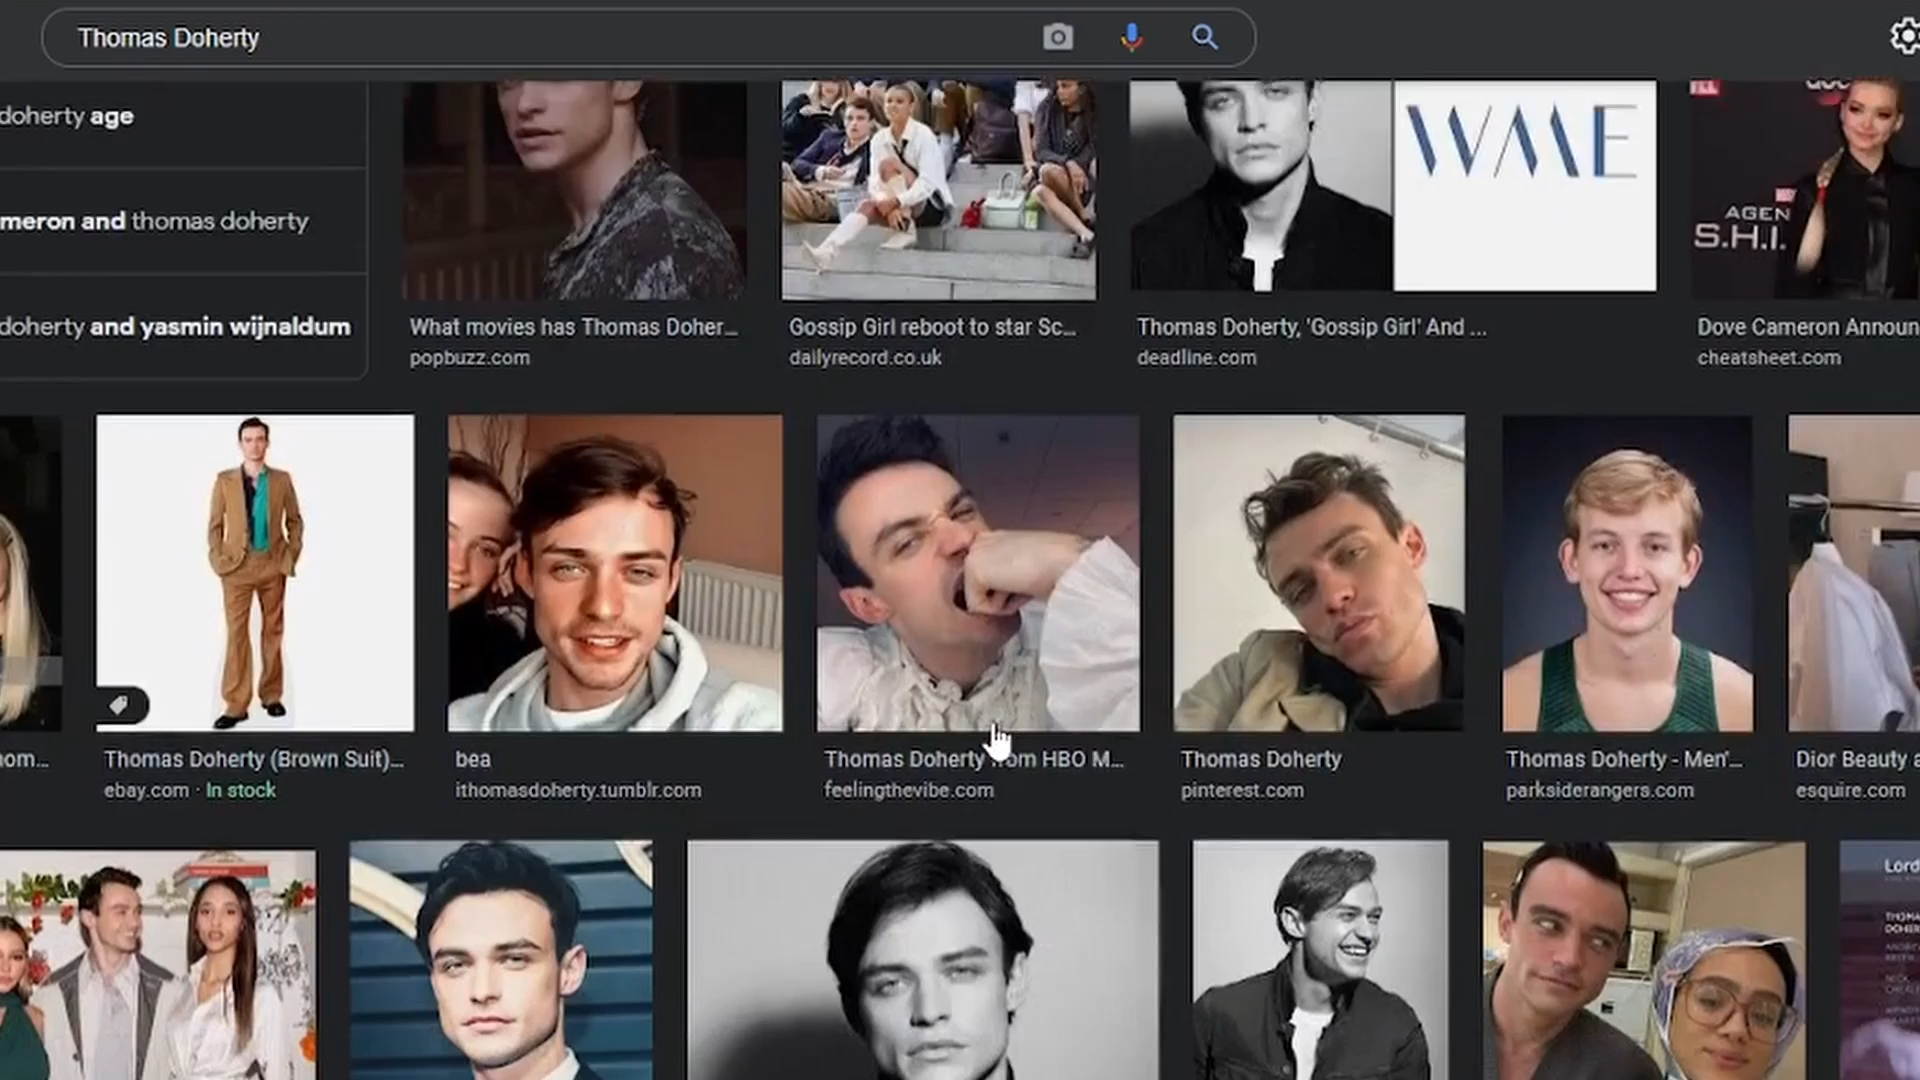 Thomas Doherty
doherty age
meron and thomas doherty
doherty and yasmin wijnaldum
WME
AGEN
S.H.I.
What movies has Thomas Doher...
popbuzz.com
Gossip Girl reboot to star Sc...
dailyrecord.co.uk
Thomas Doherty, 'Gossip Girl' And ...
deadline.com
Dove Cameron Announ
cheatsheet.com
om...
Thomas Doherty (Brown Suit)...
ebay.com · In stock
bea
ithomasdoherty.tumblr.com
Thomas Doherty om HBO M...
feelingthevibe.com
Thomas Doherty
pinterest.com
Thomas Doherty - Men'...
parksiderangers.com
Dior Beauty a
esquire.com
Lord
THOMA
DOHER